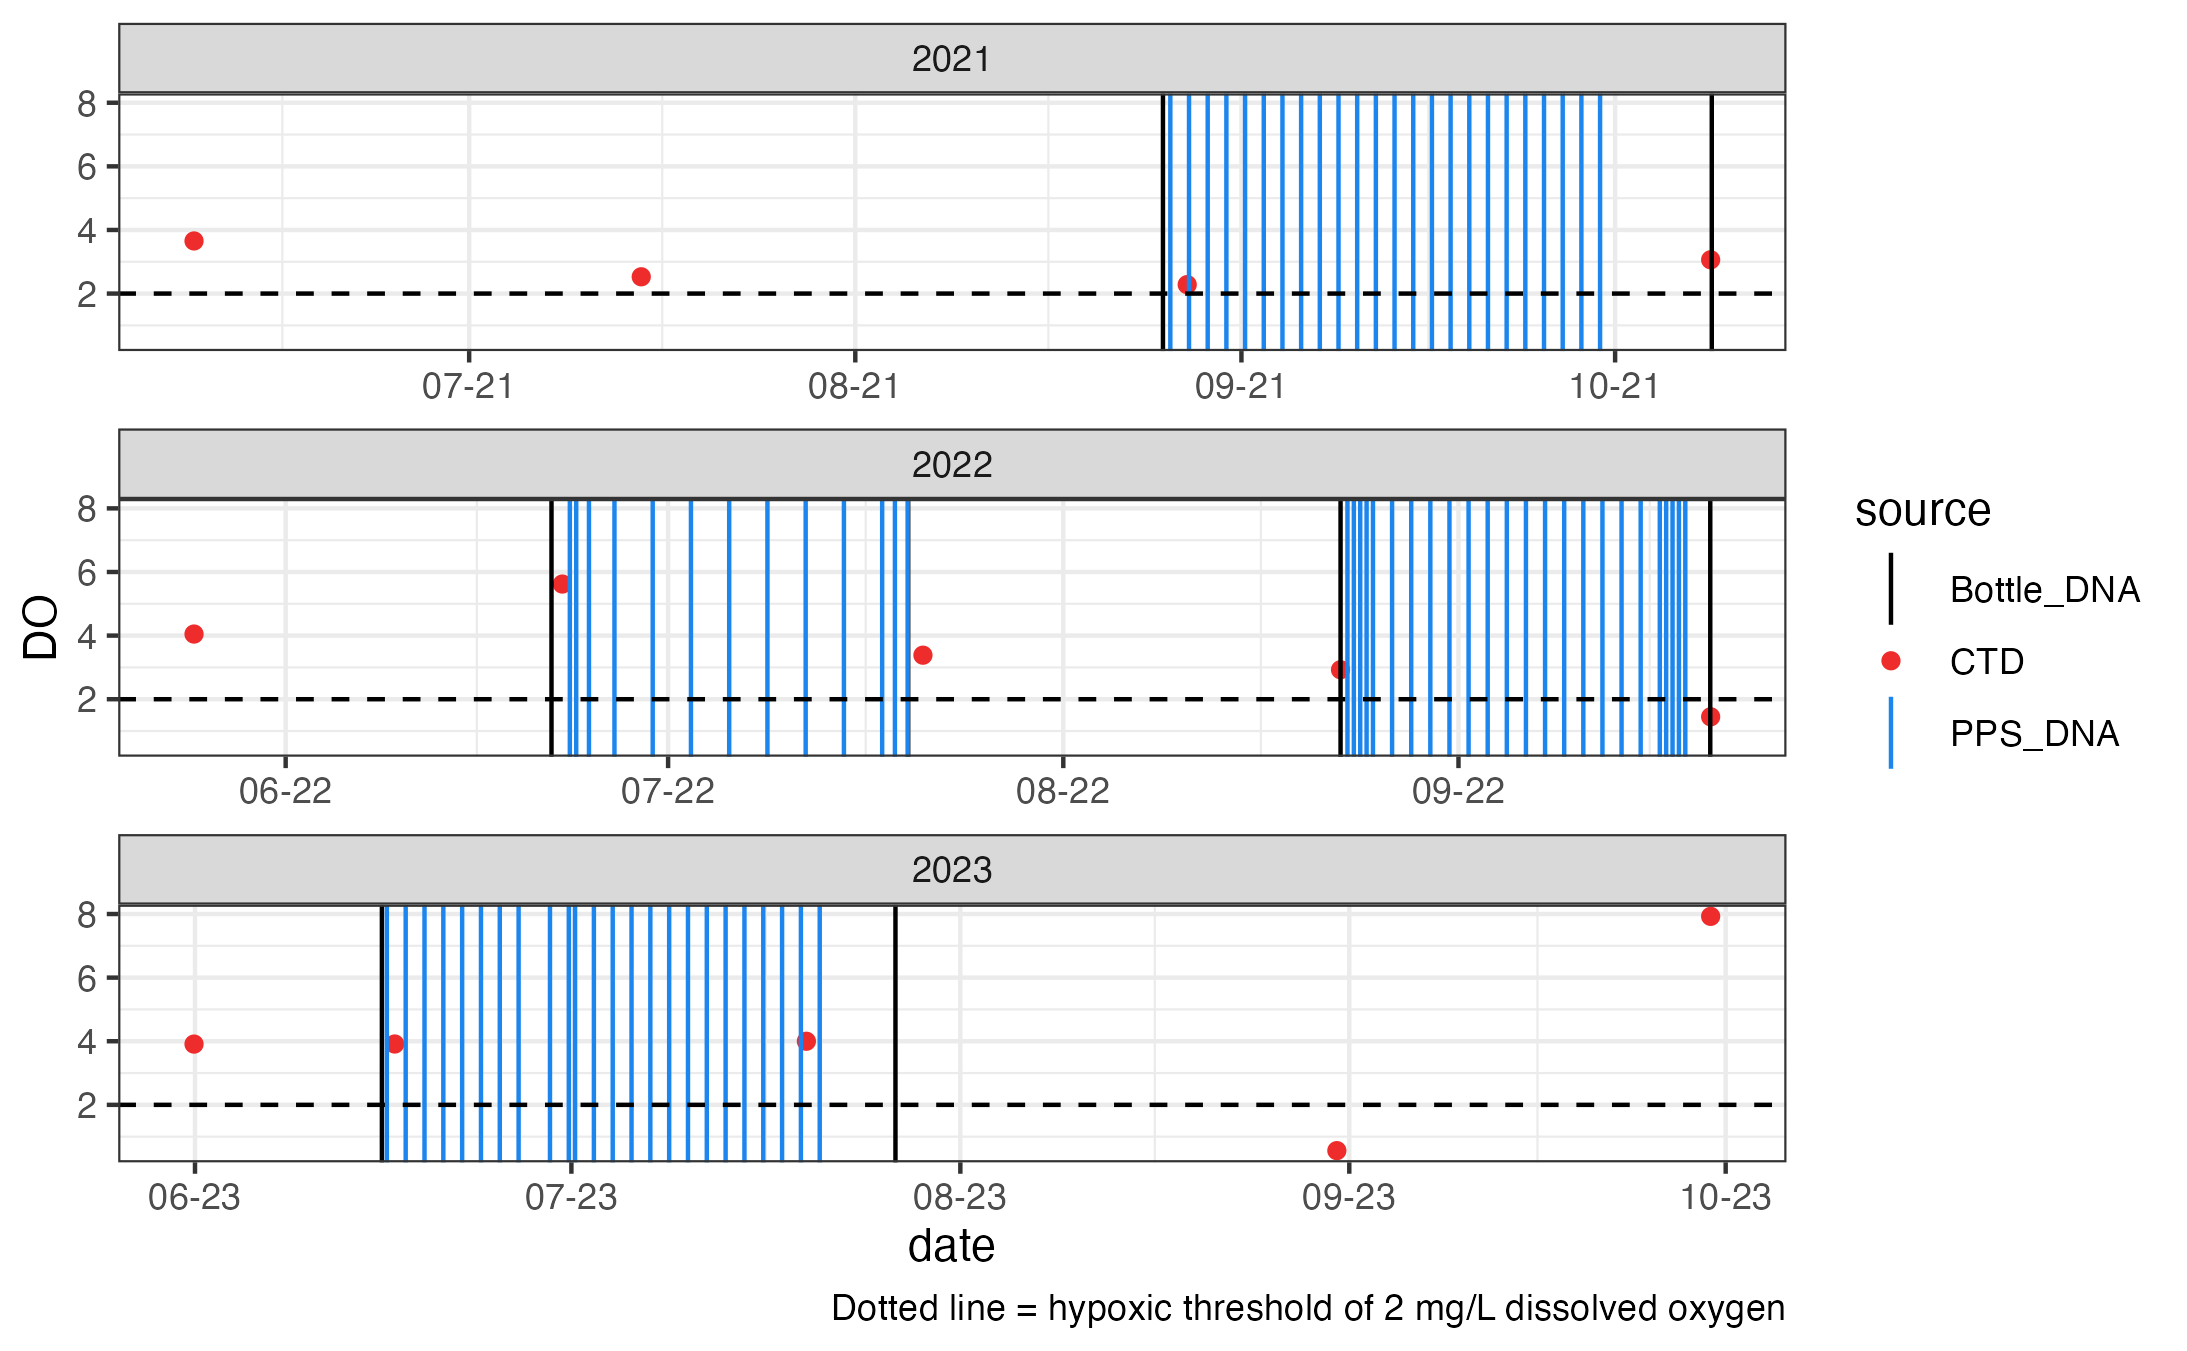 2021
8
6
4
2
07-21 08-21 09-21 10-21
2022
8
6
4
2
06-22 07-22 08-22 09-22
DO
source
Bottle_DNA
CTD
PPS_DNA
2023
8
6
4
2
06-23 07-23 08-23 09-23 10-23
date
Dotted line = hypoxic threshold of 2 mg/L dissolved oxygen